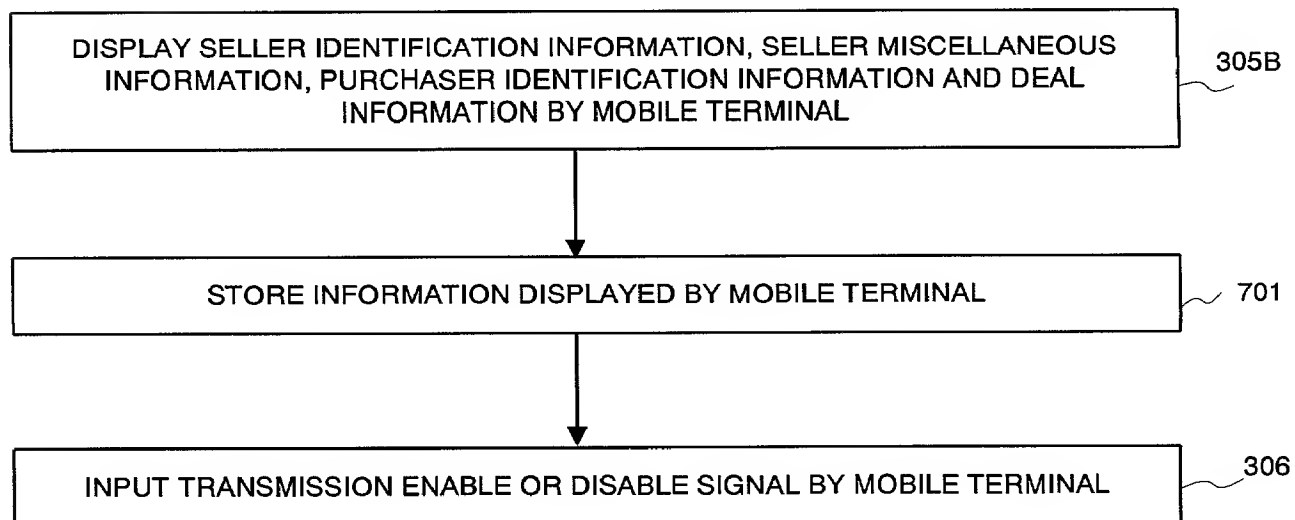 DISPLAY SELLER IDENTIFICATION INFORMATION, SELLER MISCELLANEOUS
INFORMATION, PURCHASER IDENTIFICATION INFORMATION AND DEAL
INFORMATION BY MOBILE TERMINAL
305B
STORE INFORMATION DISPLAYED BY MOBILE TERMINAL
701
INPUT TRANSMISSION ENABLE OR DISABLE SIGNAL BY MOBILE TERMINAL
306